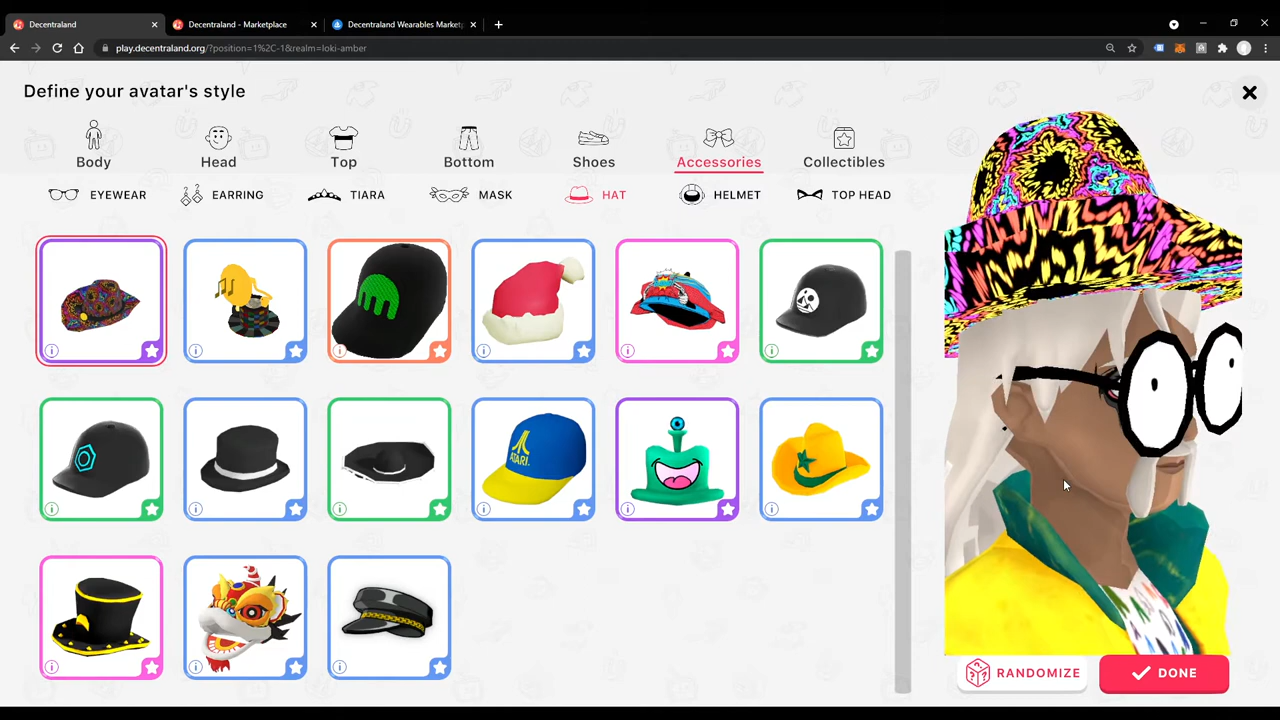 Decentraland
Decentraland - Marketplace
Decentraland Wearables Market
play.decentraland.org/?position=1%2C-1&realm=loki-amber
Define your avatar's style
Body Head Top Bottom Shoes Accessories Collectibles
EYEWEAR EARRING TIARA MASK HAT HELMET TOP HEAD
ATARI
RANDOMIZE DONE